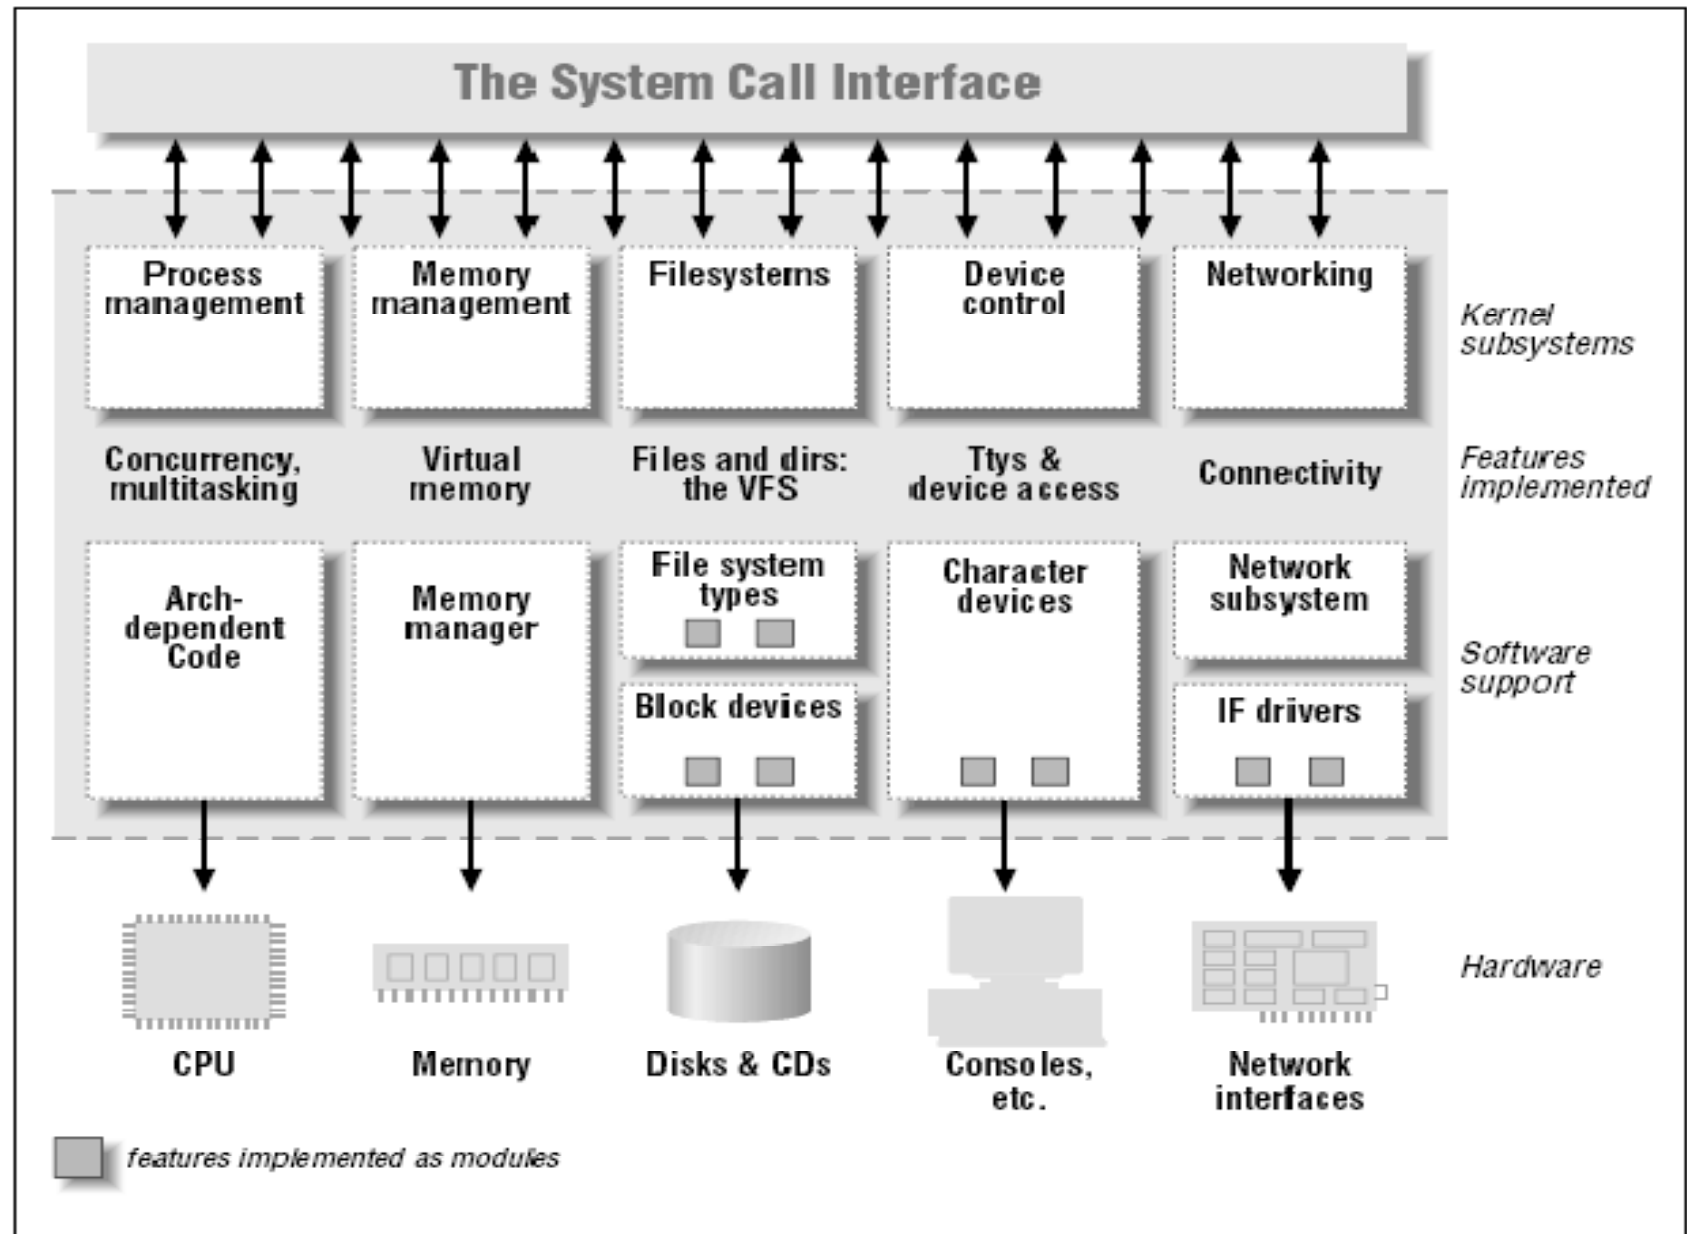 The System Call Interface
Process
management
Memory
management
Filesystems
Device
control
Networking
Kernel
subsystems
Concurrency,
multitasking
Virtual
memory
Files and dirs:
the VFS
Ttys &
device access
Connectivity
Features
implemented
Arch-
dependent
Code
Memory
manager
File system
types
Block devices
Character
devices
Network
subsystem
IF drivers
Software
support
CPU
Memory
Disks & CDs
Consoles,
etc.
Network
interfaces
Hardware
features implemented as modules